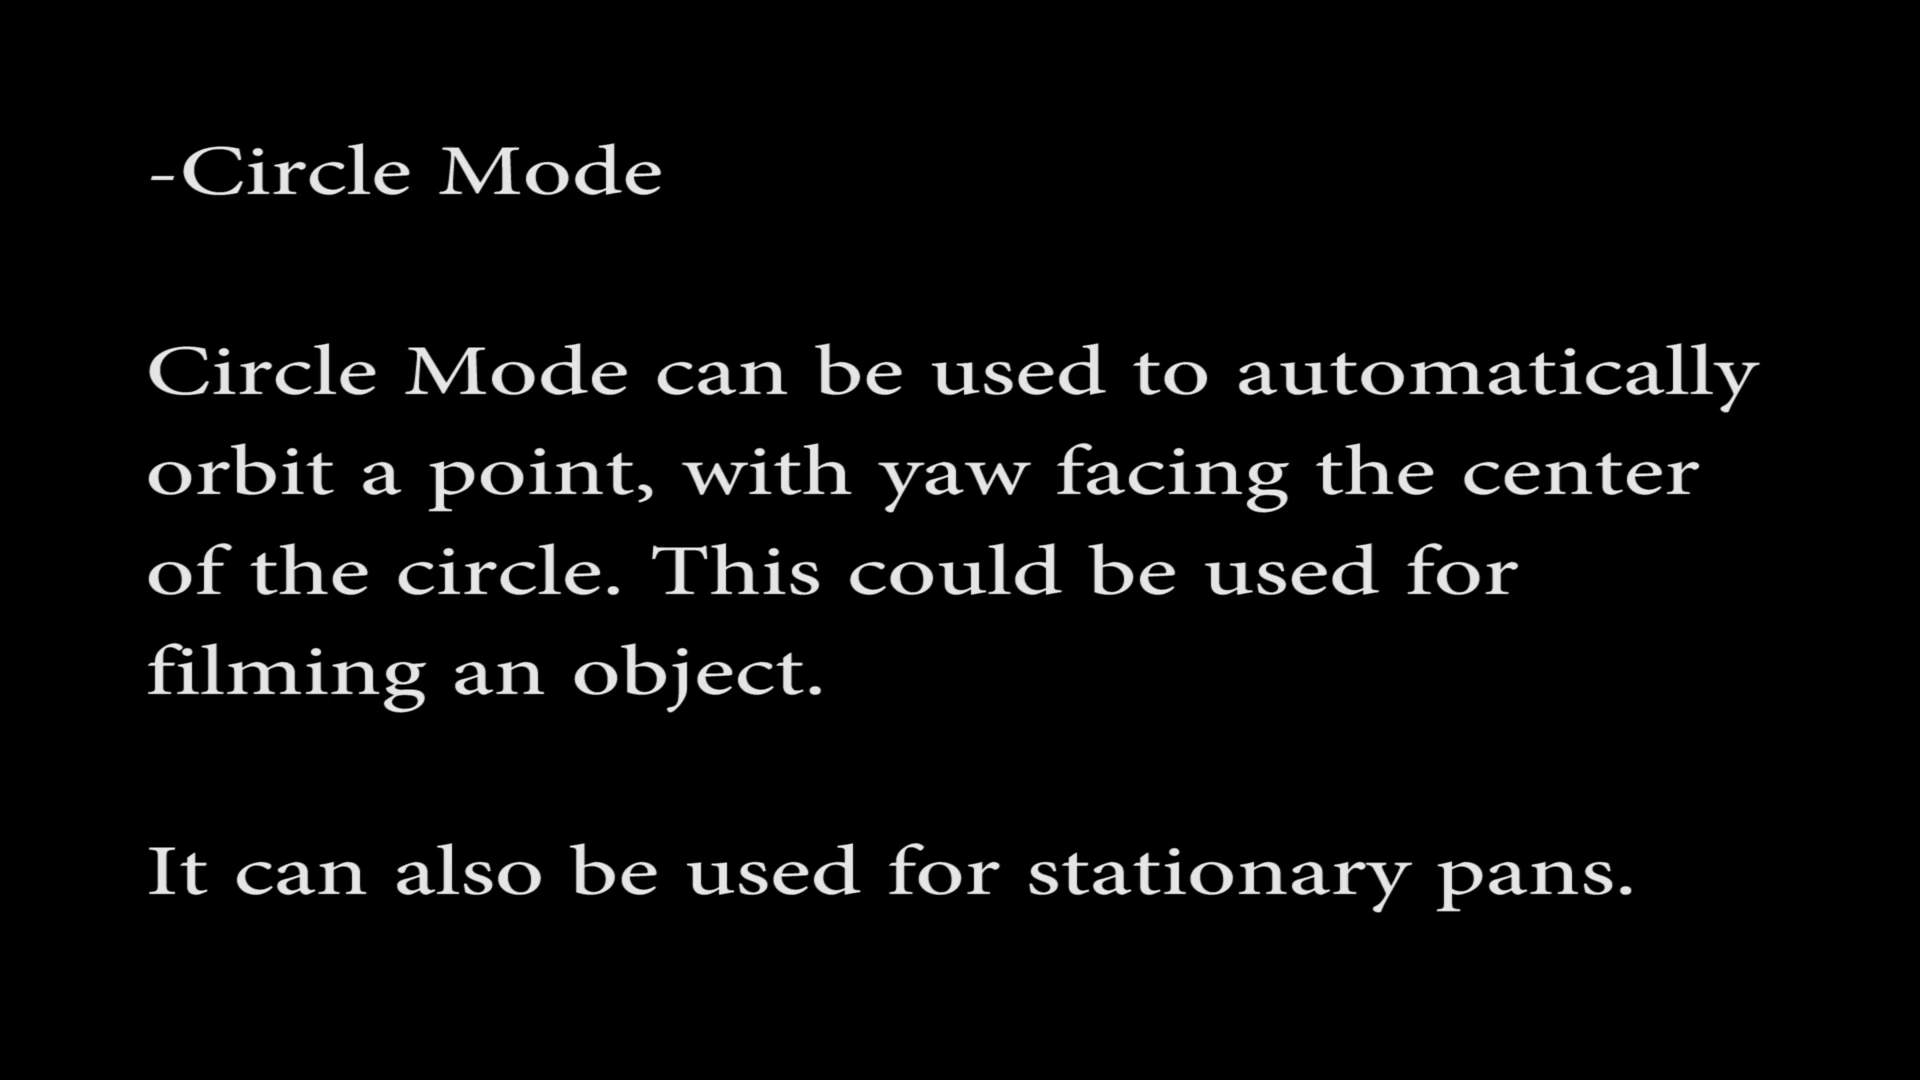 -Circle Mode
Circle Mode can be used to automatically
orbit a point, with yaw facing the center
of the circle. This could be used for
filming an object.
It can also be used for stationary pans.